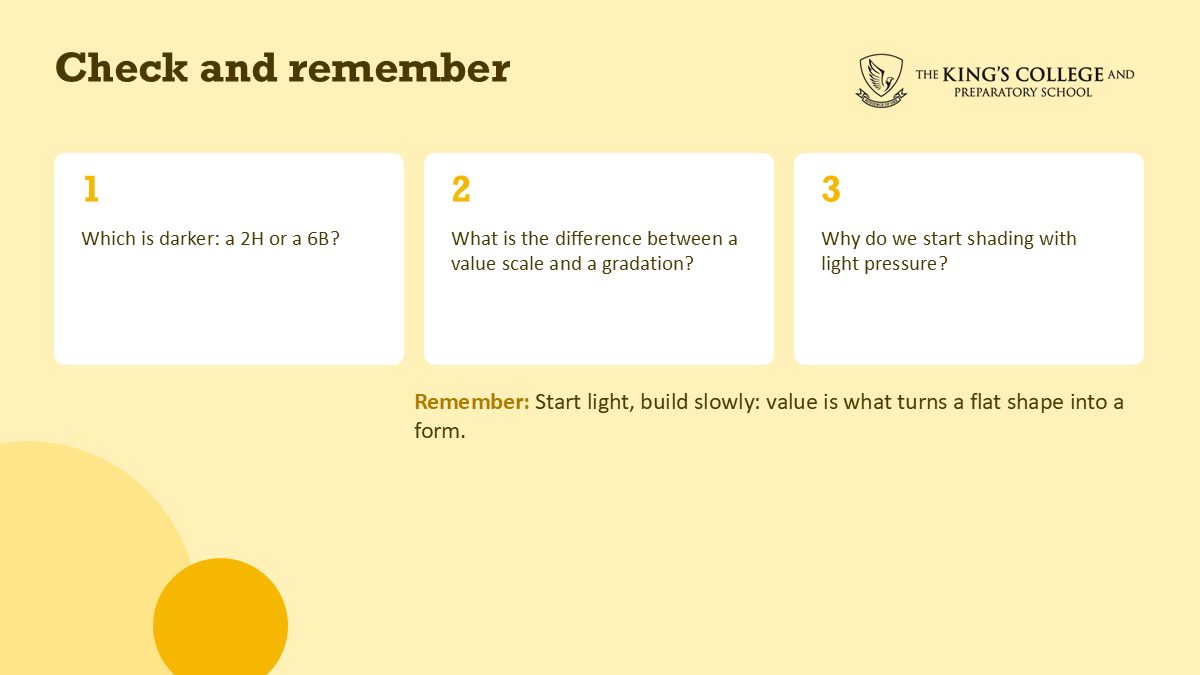 Check and remember
THE KING'S COLLEGE AND
PREPARATORY SCHOOL
1
Which is darker: a 2H or a 6B?
2
What is the difference between a
value scale and a gradation?
3
Why do we start shading with
light pressure?
Remember: Start light, build slowly: value is what turns a flat shape into a
form.